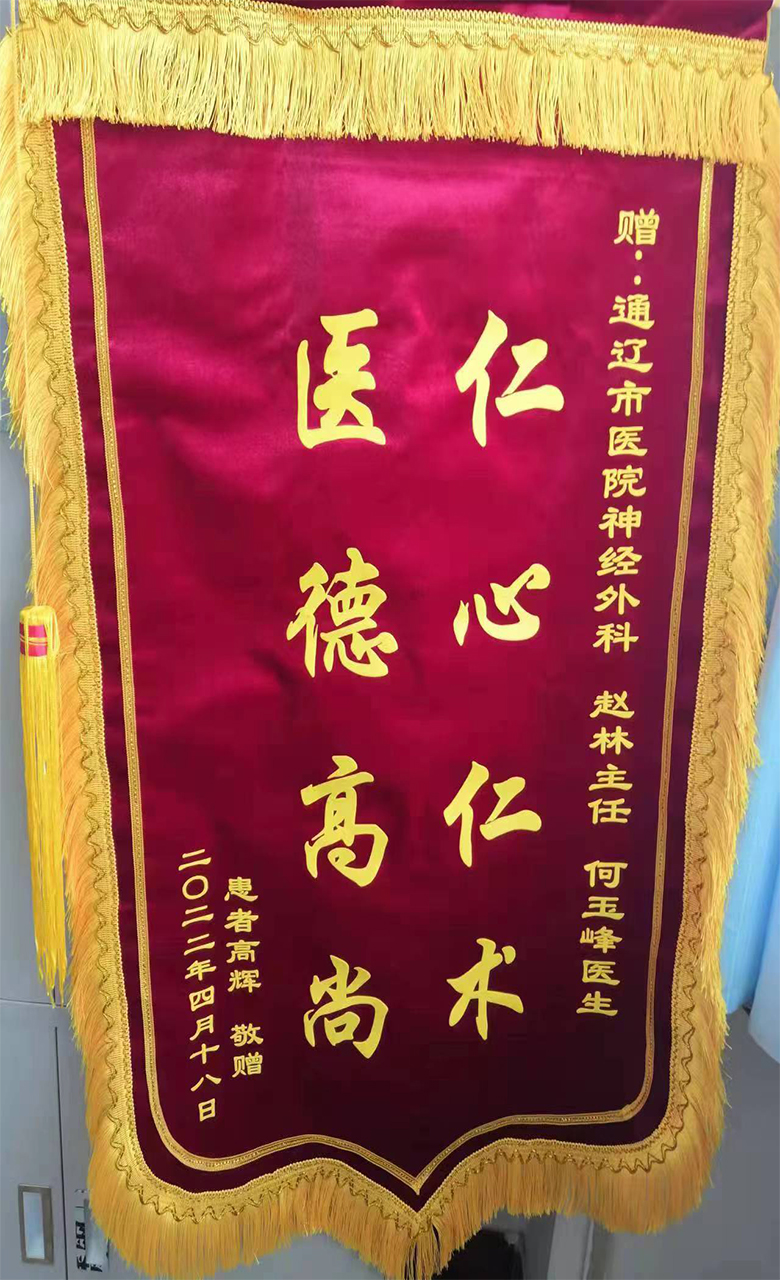 赠：通辽市医院神经外科 赵林主任 何玉峰医生
仁心仁术
医德高尚
患者高辉 敬赠
二〇二二年四月十八日